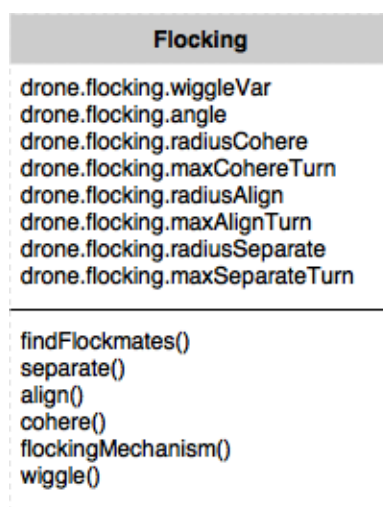 Flocking
drone.flocking.wiggleVar
drone.flocking.angle
drone.flocking.radiusCohere
drone.flocking.maxCohereTurn
drone.flocking.radiusAlign
drone.flocking.maxAlignTurn
drone.flocking.radiusSeparate
drone.flocking.maxSeparateTurn
findFlockmates()
separate()
align()
cohere()
flockingMechanism()
wiggle()